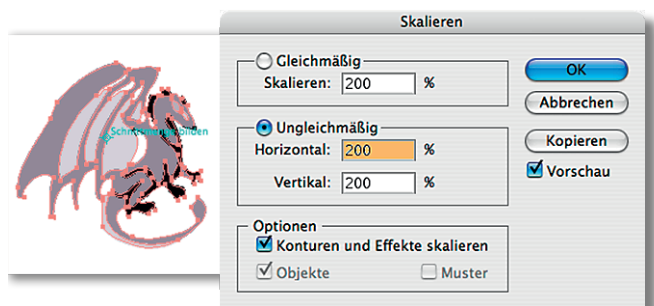 Skalieren
Gleichmäßig
Skalieren: 200 %
Ungleichmäßig
Horizontal: 200 %
Vertikal: 200 %
Optionen
Konturen und Effekte skalieren
Objekte Muster
OK
Abbrechen
Kopieren
Vorschau
bilden